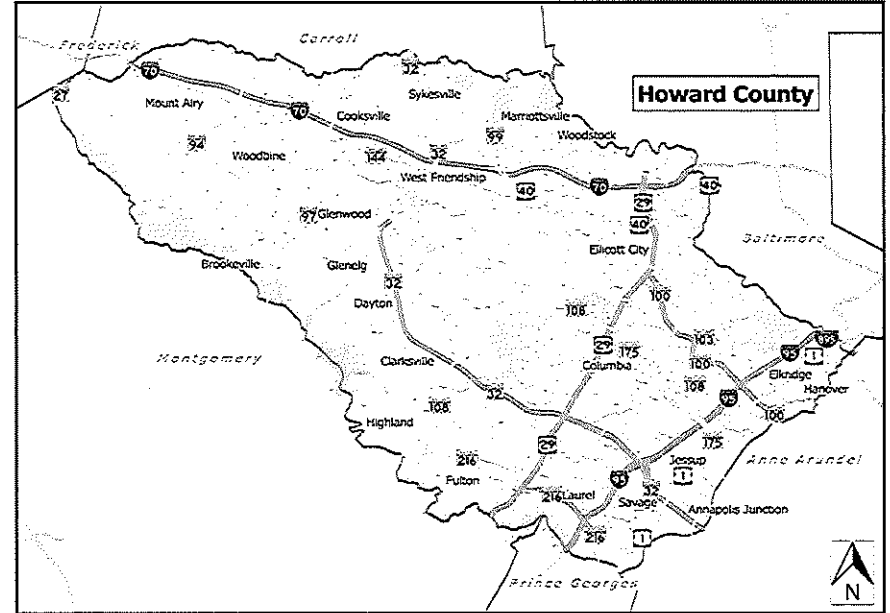 Frederick
Carroll
32
70
27
Mount Airy
Sykesville
Howard County
70
Cooksville
Marriottsville
Woodstock
94
99
Woodbine
144
32
West Friendship
40
70
40
29
97
Glenwood
40
Baltimore
Ellicott City
Brookeville
Glenelg
32
100
Dayton
108
103
95
1
Montgomery
29
175
Clarksville
Columbia
100
Elkridge
108
Hanover
32
95
Highland
108
100
29
175
216
Jessup
Anne Arundel
Fulton
95
1
216
Laurel
Savage
32
Annapolis Junction
216
1
Prince Georges
N